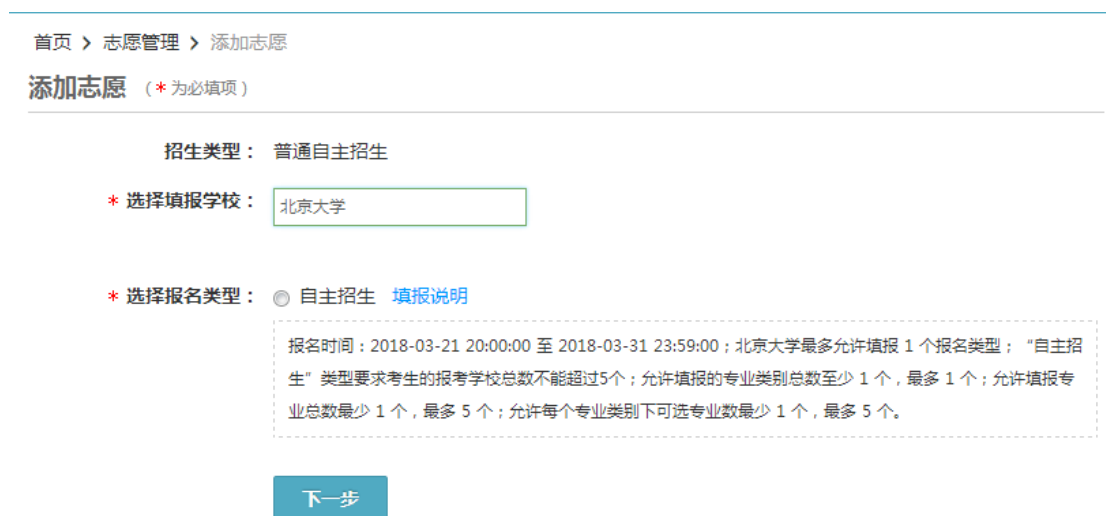 首页 > 志愿管理 > 添加志愿
添加志愿 (*为必填项)
招生类型： 普通自主招生
* 选择填报学校： 北京大学
* 选择报名类型： 自主招生 填报说明
报名时间：2018-03-21 20:00:00 至 2018-03-31 23:59:00；北京大学最多允许填报 1 个报名类型；“自主招
生”类型要求考生的报考学校总数不能超过5个；允许填报的专业类别总数至少 1 个，最多 1 个；允许填报专
业总数最少 1 个，最多 5 个；允许每个专业类别下可选专业数最少 1 个，最多 5 个。
下一步